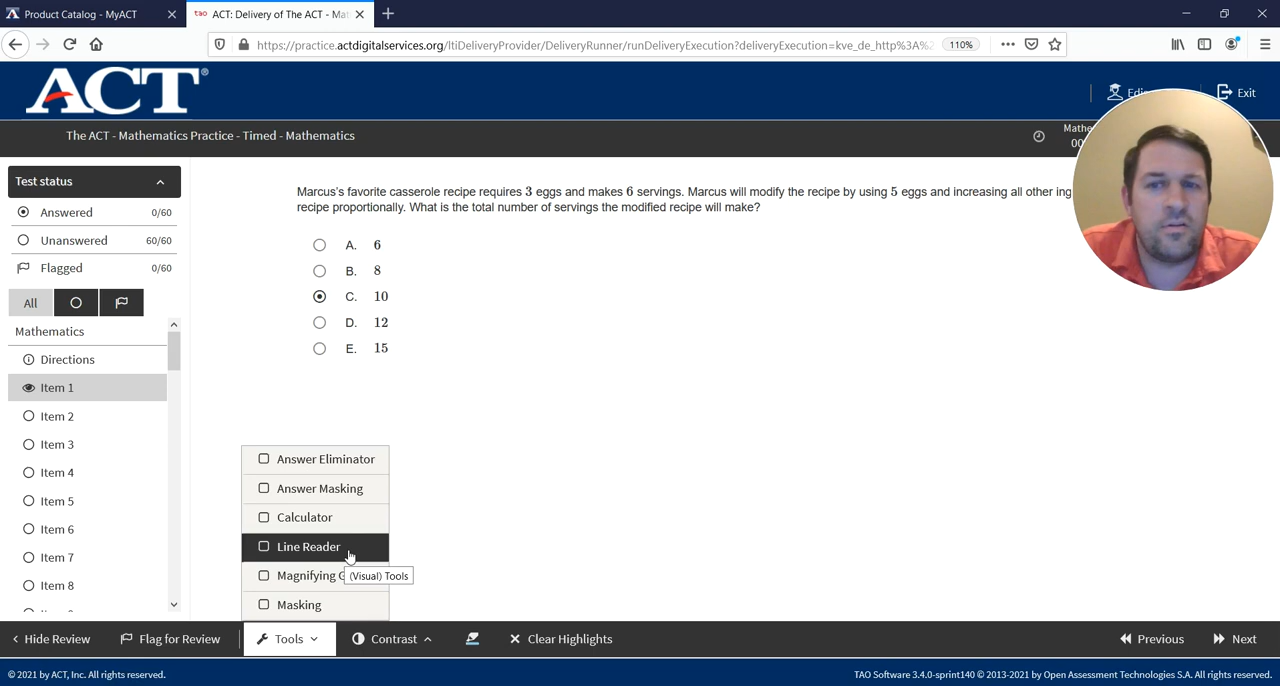 Product Catalog - MyACT
tao ACT: Delivery of The ACT - Mat
https://practice.actdigitalservices.org/ltiDeliveryProvider/DeliveryRunner/runDeliveryExecution?deliveryExecution=kve_de_http%3A%2
110%
ACT®
Exit
The ACT - Mathematics Practice - Timed - Mathematics
Test status
Answered 0/60
Unanswered 60/60
Flagged 0/60
All
Mathematics
Directions
Item 1
Item 2
Item 3
Item 4
Item 5
Item 6
Item 7
Item 8
Marcus's favorite casserole recipe requires 3 eggs and makes 6 servings. Marcus will modify the recipe by using 5 eggs and increasing all other ing
recipe proportionally. What is the total number of servings the modified recipe will make?
A. 6
B. 8
C. 10
D. 12
E. 15
Answer Eliminator
Answer Masking
Calculator
Line Reader
Magnifying G
(Visual) Tools
Masking
Hide Review
Flag for Review
Tools
Contrast
Clear Highlights
Previous
Next
© 2021 by ACT, Inc. All rights reserved.
TAO Software 3.4.0-sprint140 © 2013-2021 by Open Assessment Technologies S.A. All rights reserved.